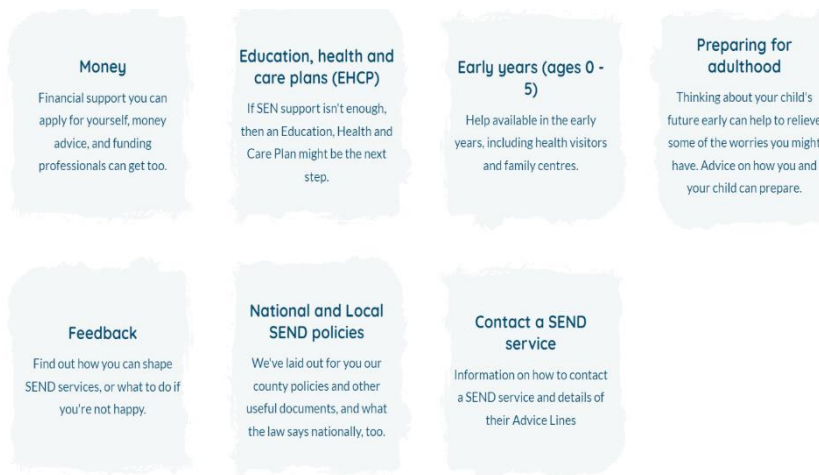 Money
Financial support you can
apply for yourself, money
advice, and funding
professionals can get too.
Education, health and
care plans (EHCP)
If SEN support isn't enough,
then an Education, Health and
Care Plan might be the next
step.
Early years (ages 0 -
5)
Help available in the early
years, including health visitors
and family centres.
Preparing for
adulthood
Thinking about your child's
future early can help to relieve
some of the worries you might
have. Advice on how you and
your child can prepare.
Feedback
Find out how you can shape
SEND services, or what to do if
you're not happy.
National and Local
SEND policies
We've laid out for you our
county policies and other
useful documents, and what
the law says nationally, too.
Contact a SEND
service
Information on how to contact
a SEND service and details of
their Advice Lines